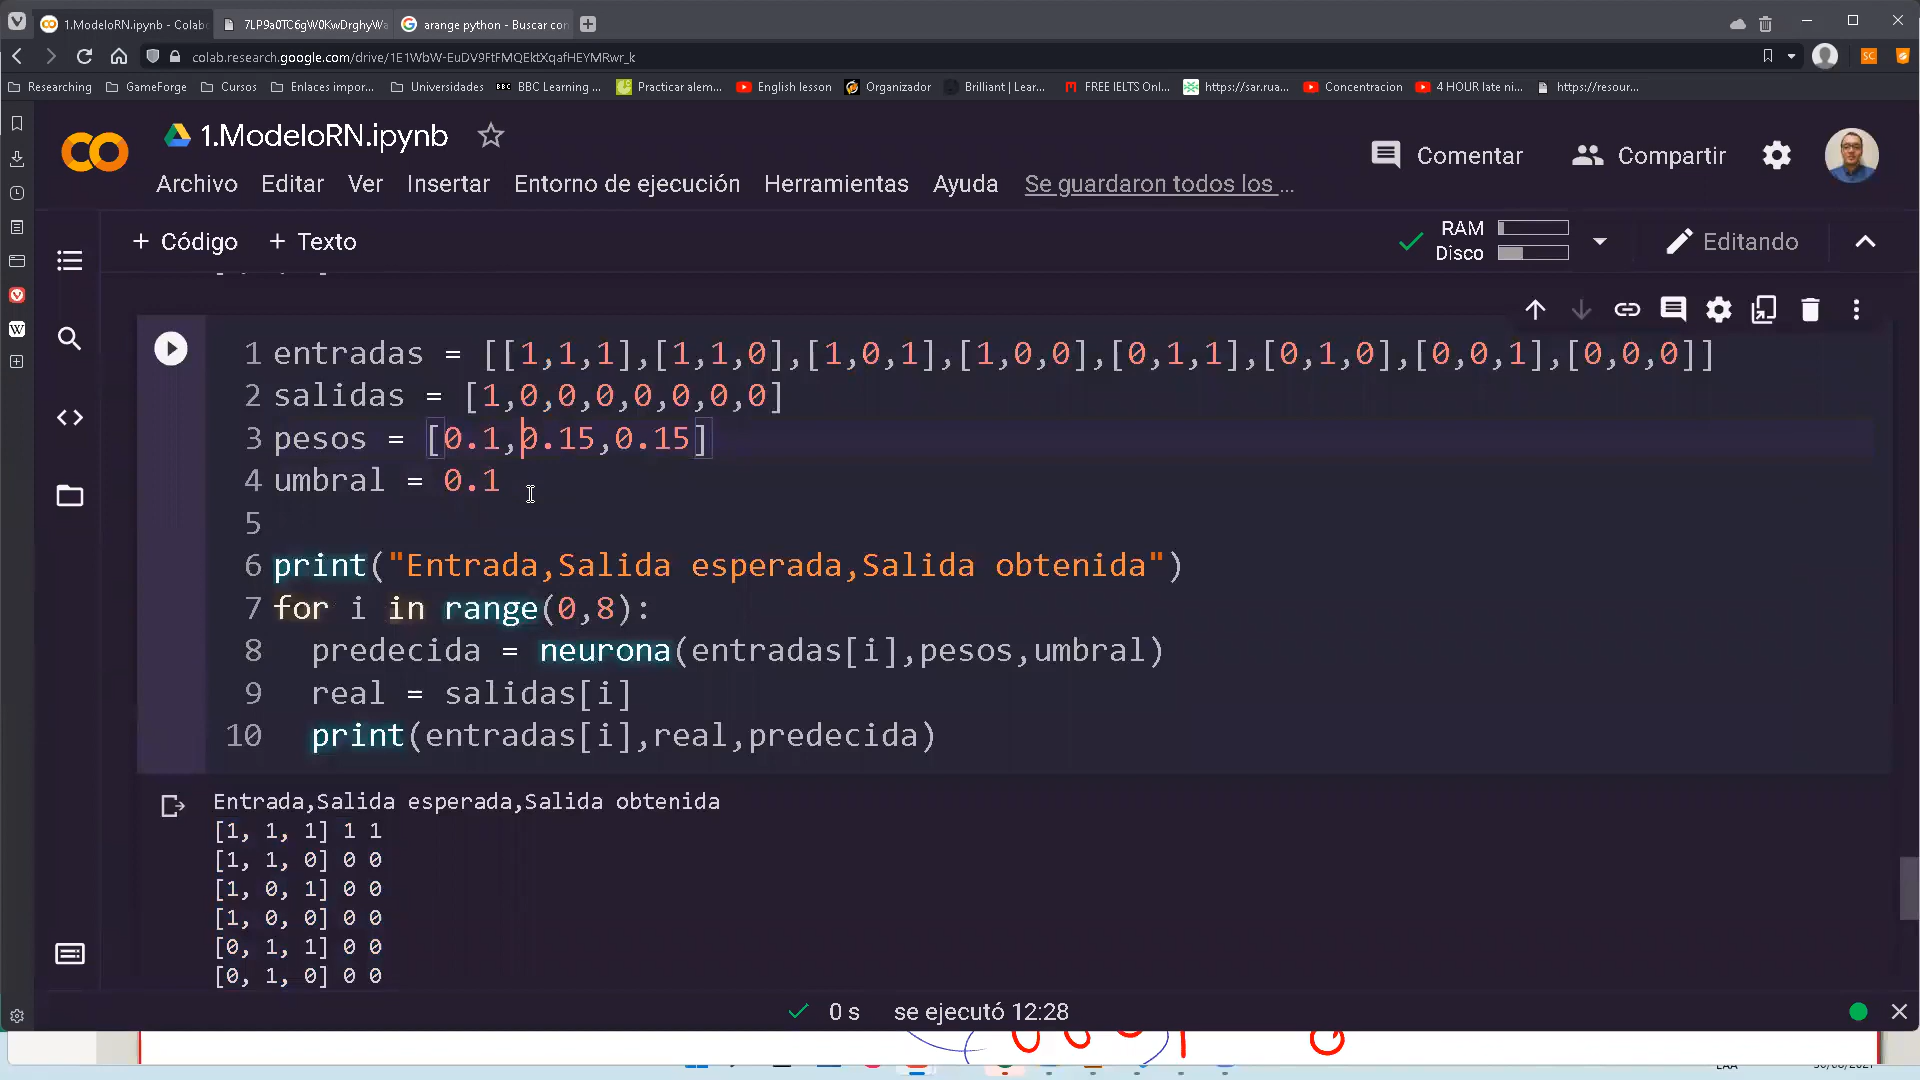 1.ModeloRN.ipynb - Colab
7LP9a0TC6gW0KwDrghyWa
arange python - Buscar con
colab.research.google.com/drive/1E1WbW-EuDV9FtFMQEktXqafHEYMRwr_k
Researching
GameForge
Cursos
Enlaces impor...
Universidades
BBC BBC Learning ...
Practicar alem...
English lesson
Organizador
Brilliant | Lear...
FREE IELTS Onl...
https://sar.rua...
Concentracion
4 HOUR late ni...
https://resour...
1.ModeloRN.ipynb
Comentar
Compartir
Archivo Editar Ver Insertar Entorno de ejecución Herramientas Ayuda Se guardaron todos los ...
+ Código + Texto
RAM
Disco
Editando
1 entradas = [[1,1,1],[1,1,0],[1,0,1],[1,0,0],[0,1,1],[0,1,0],[0,0,1],[0,0,0]]
2 salidas = [1,0,0,0,0,0,0,0]
3 pesos = [0.1,0.15,0.15]
4 umbral = 0.1
5
6 print("Entrada,Salida esperada,Salida obtenida")
7 for i in range(0,8):
8 predecida = neurona(entradas[i],pesos,umbral)
9 real = salidas[i]
10 print(entradas[i],real,predecida)
Entrada,Salida esperada,Salida obtenida
[1, 1, 1] 1 1
[1, 1, 0] 0 0
[1, 0, 1] 0 0
[1, 0, 0] 0 0
[0, 1, 1] 0 0
[0, 1, 0] 0 0
0 s se ejecutó 12:28